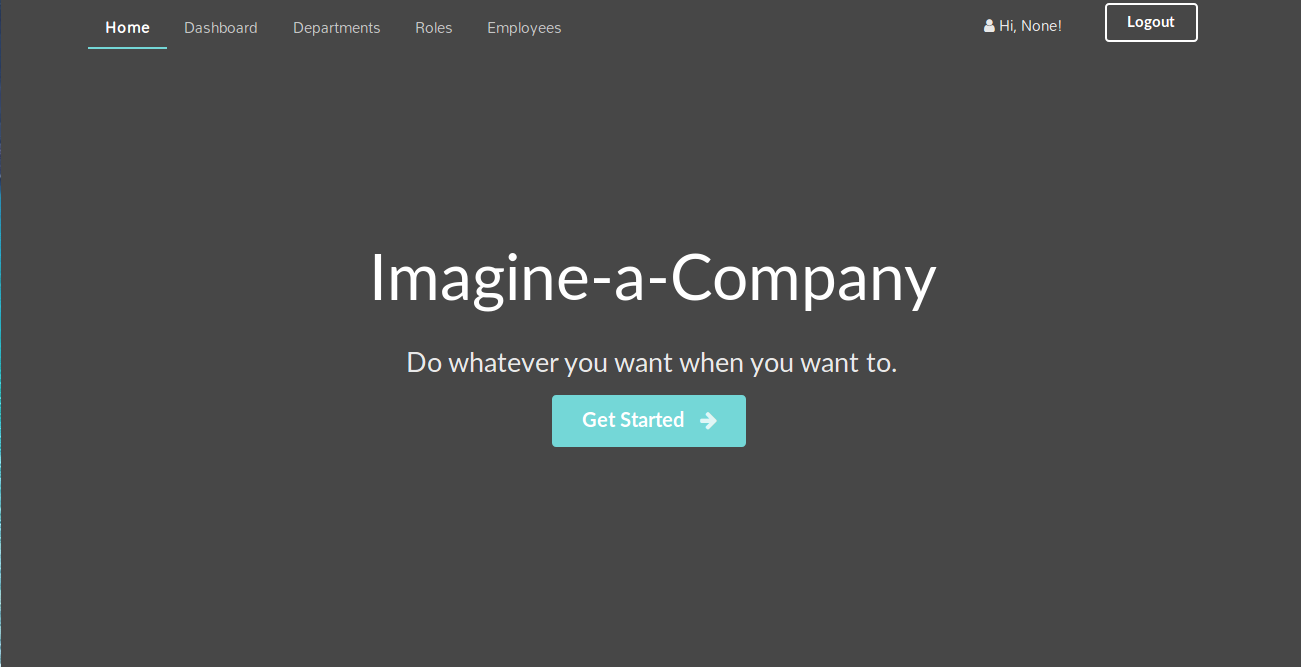 Home Dashboard Departments Roles Employees Hi, None! Logout
Imagine-a-Company
Do whatever you want when you want to.
Get Started